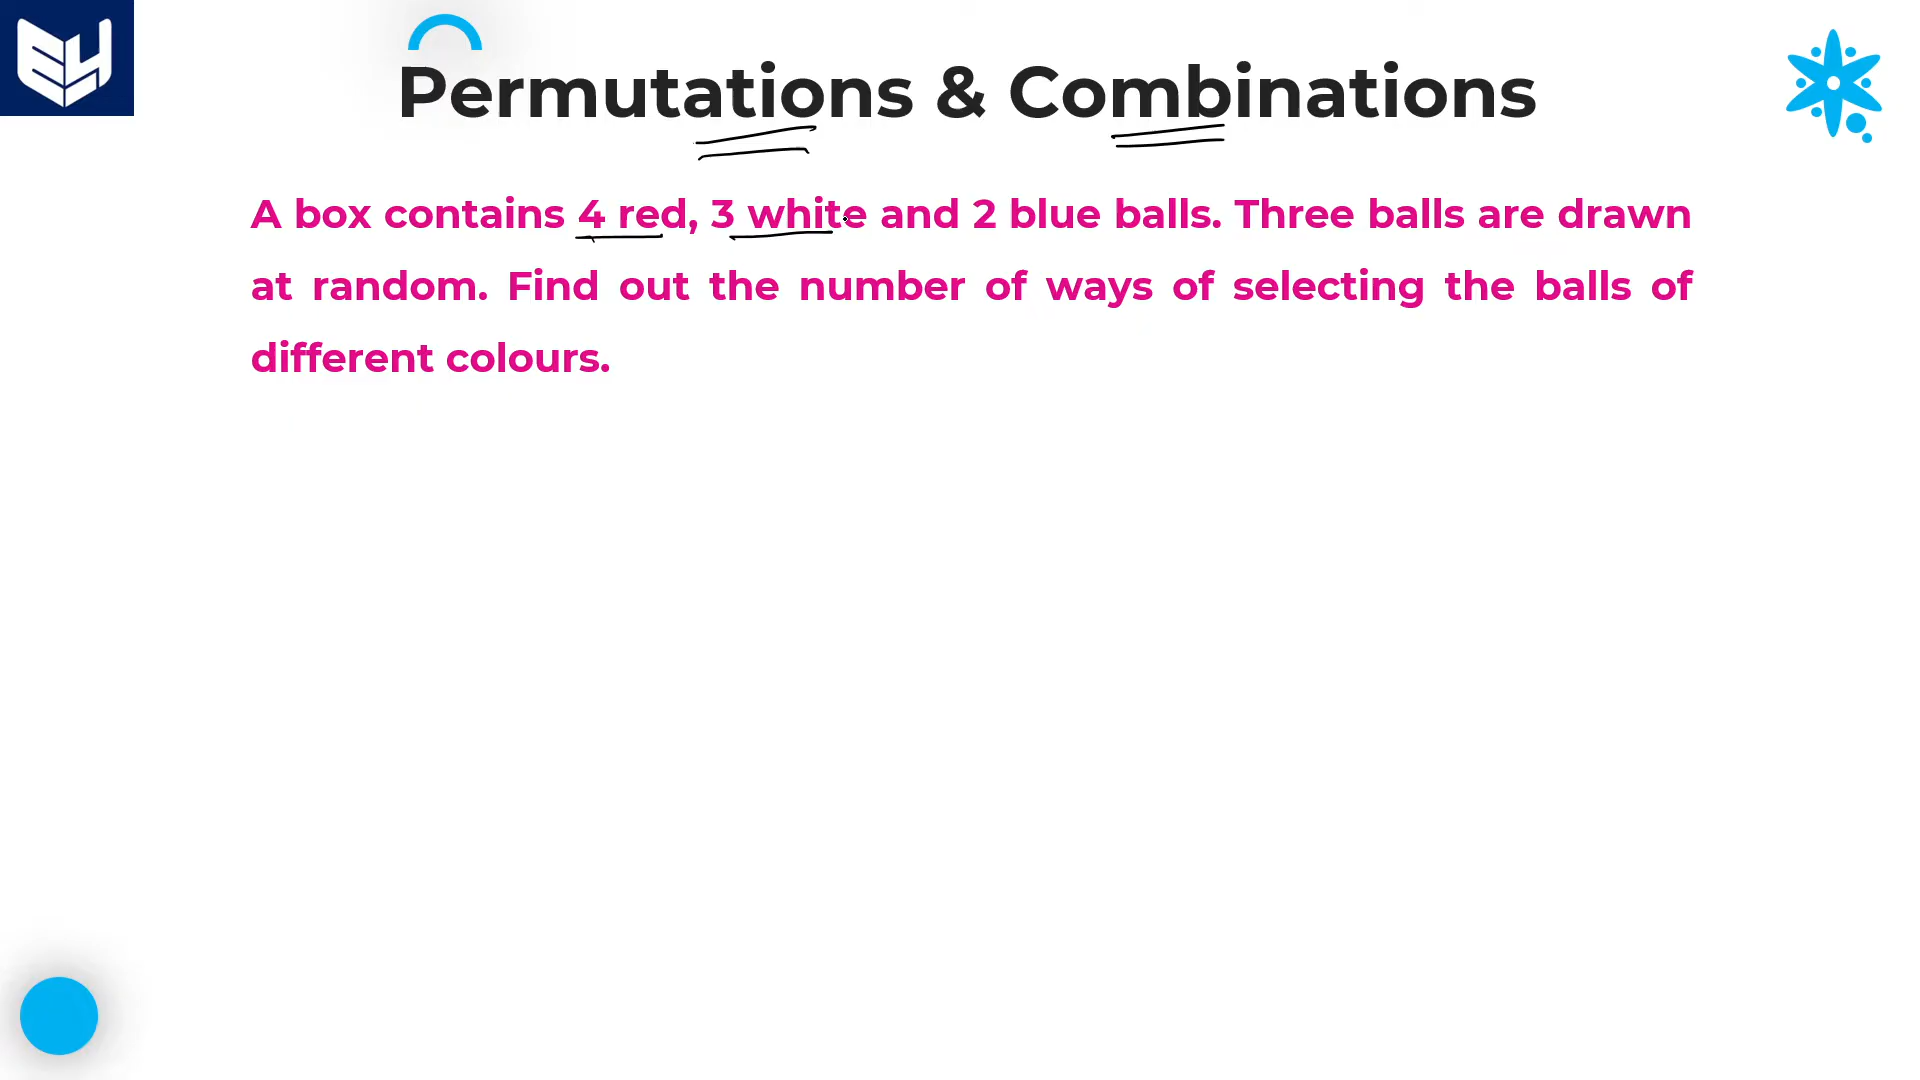 Permutations & Combinations
A box contains 4 red, 3 white and 2 blue balls. Three balls are drawn
at random. Find out the number of ways of selecting the balls of
different colours.